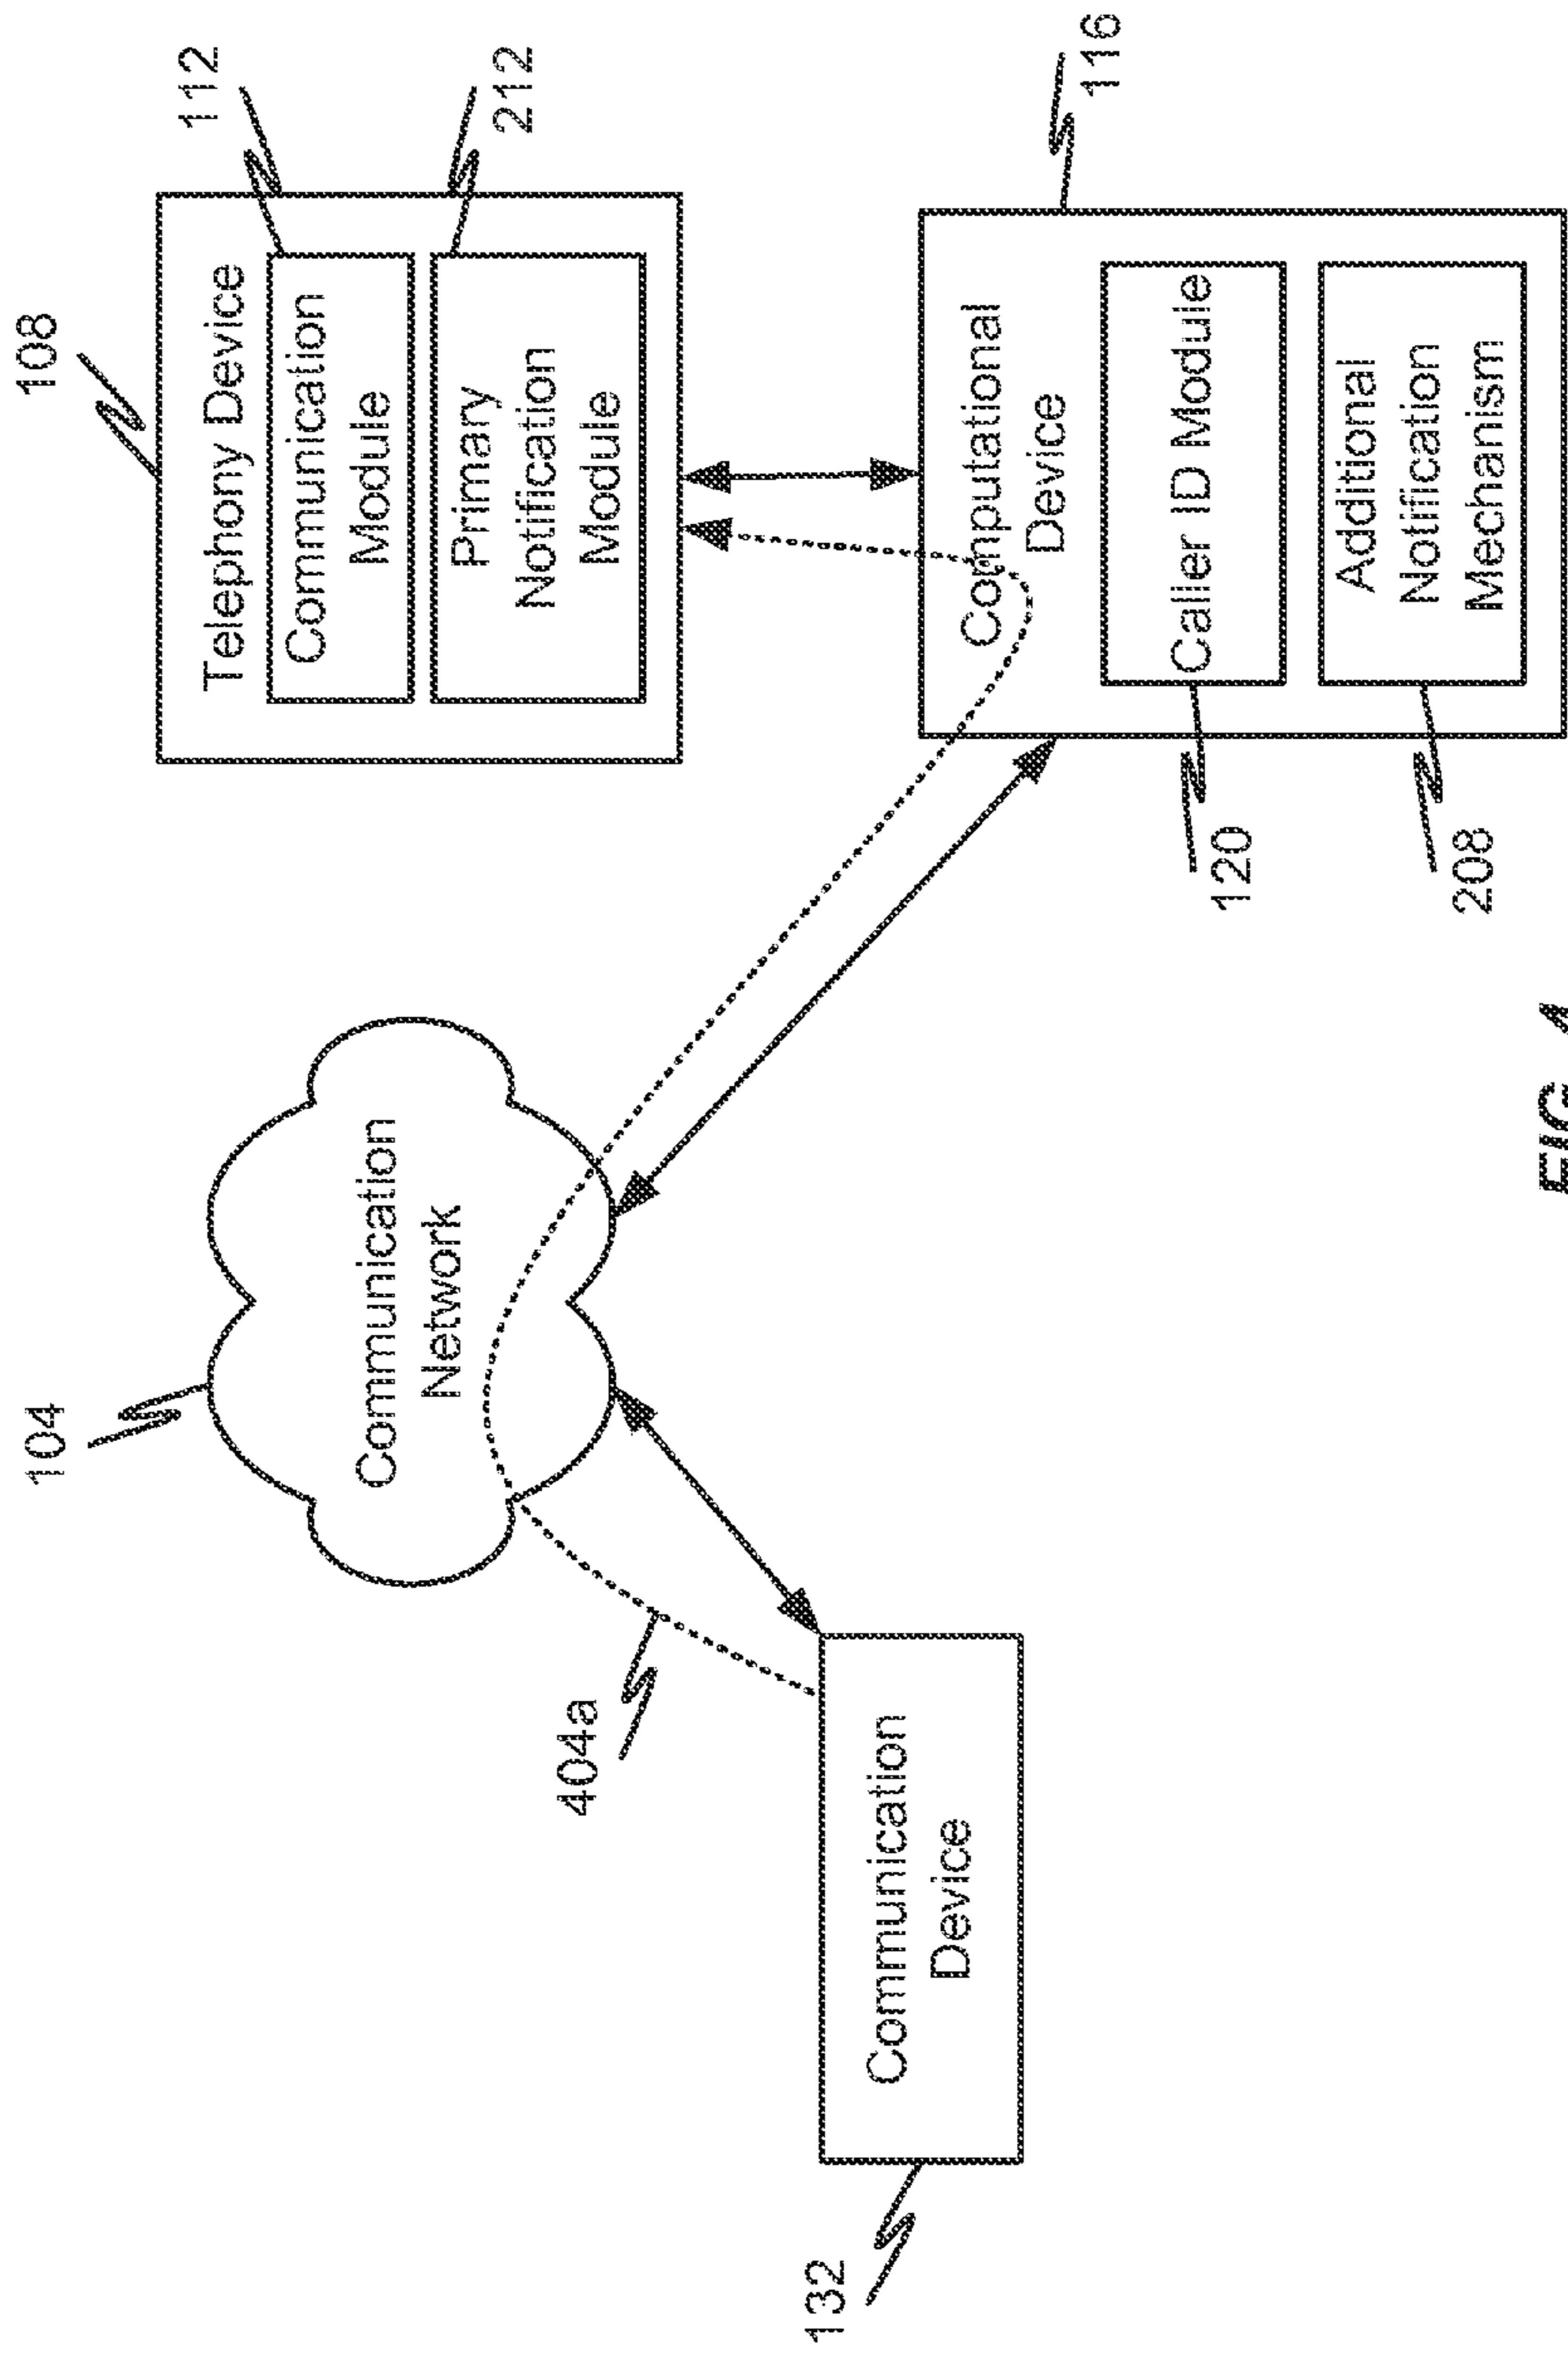 104
Communication
Network
404a
132
Communication
Device
108
Telephony Device
112
Communication
Module
212
Primary
Notification
Module
116
Computational
Device
120
Caller ID Module
208
Additional
Notification
Mechanism
FIG.